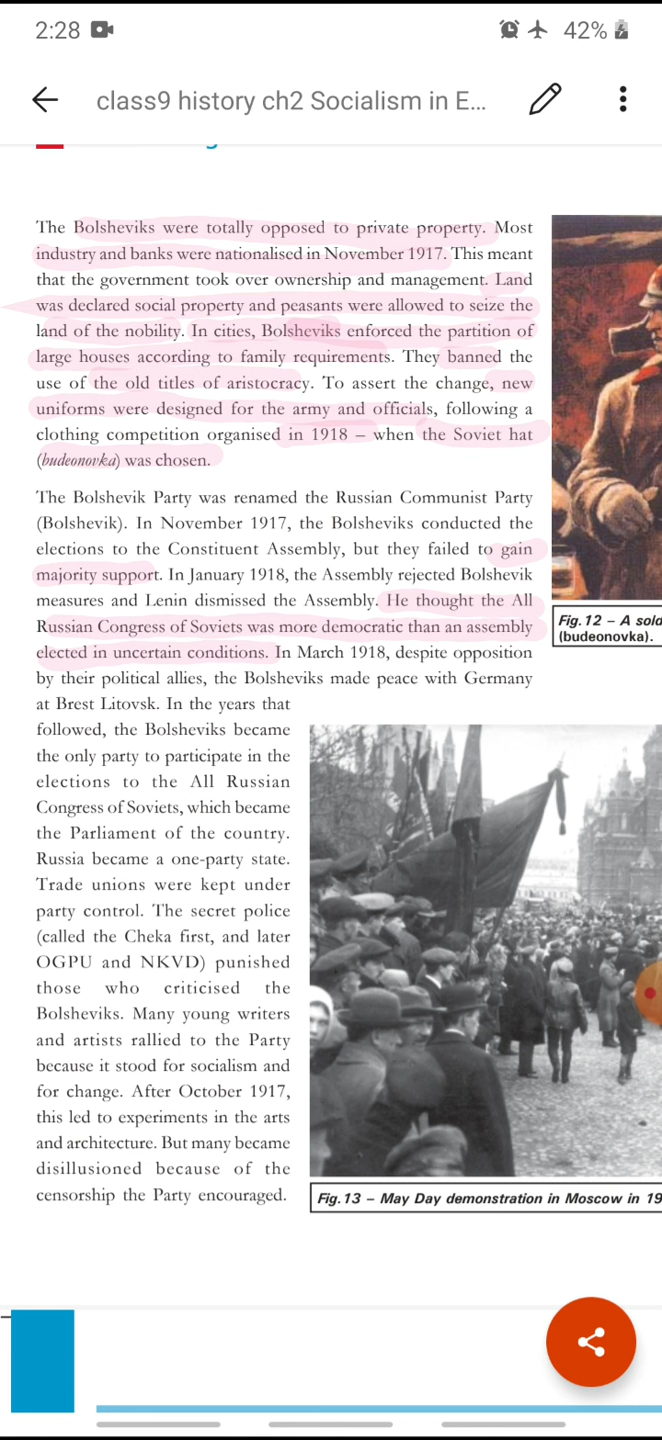 2:28
42%
class9 history ch2 Socialism in E...
The Bolsheviks were totally opposed to private property. Most
industry and banks were nationalised in November 1917. This meant
that the government took over ownership and management. Land
was declared social property and peasants were allowed to seize the
land of the nobility. In cities, Bolsheviks enforced the partition of
large houses according to family requirements. They banned the
use of the old titles of aristocracy. To assert the change, new
uniforms were designed for the army and officials, following a
clothing competition organised in 1918 – when the Soviet hat
(budeonovka) was chosen.
The Bolshevik Party was renamed the Russian Communist Party
(Bolshevik). In November 1917, the Bolsheviks conducted the
elections to the Constituent Assembly, but they failed to gain
majority support. In January 1918, the Assembly rejected Bolshevik
measures and Lenin dismissed the Assembly. He thought the All
Russian Congress of Soviets was more democratic than an assembly
elected in uncertain conditions. In March 1918, despite opposition
by their political allies, the Bolsheviks made peace with Germany
at Brest Litovsk. In the years that
followed, the Bolsheviks became
the only party to participate in the
elections to the All Russian
Congress of Soviets, which became
the Parliament of the country.
Russia became a one-party state.
Trade unions were kept under
party control. The secret police
(called the Cheka first, and later
OGPU and NKVD) punished
those who criticised the
Bolsheviks. Many young writers
and artists rallied to the Party
because it stood for socialism and
for change. After October 1917,
this led to experiments in the arts
and architecture. But many became
disillusioned because of the
censorship the Party encouraged.
Fig.12 – A sold
(budeonovka).
Fig.13 – May Day demonstration in Moscow in 19